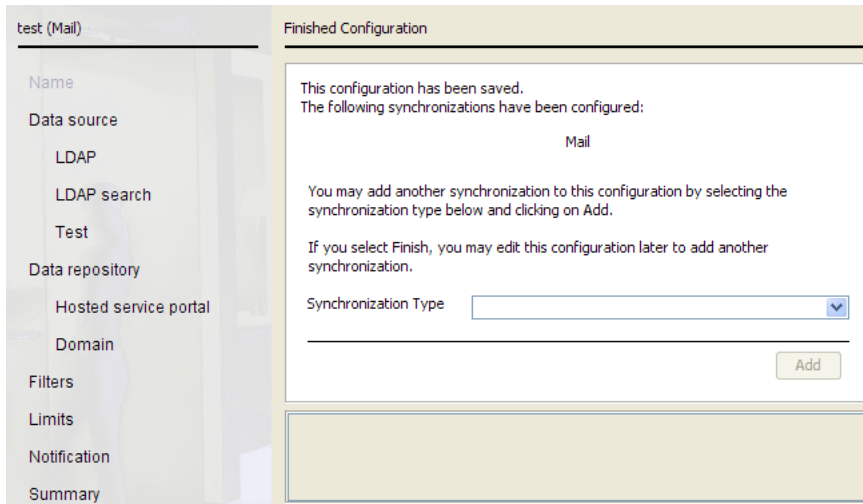 test (Mail)
Name
Data source
LDAP
LDAP search
Test
Data repository
Hosted service portal
Domain
Filters
Limits
Notification
Summary
Finished Configuration
This configuration has been saved.
The following synchronizations have been configured:
Mail
You may add another synchronization to this configuration by selecting the
synchronization type below and clicking on Add.
If you select Finish, you may edit this configuration later to add another
synchronization.
Synchronization Type
Add